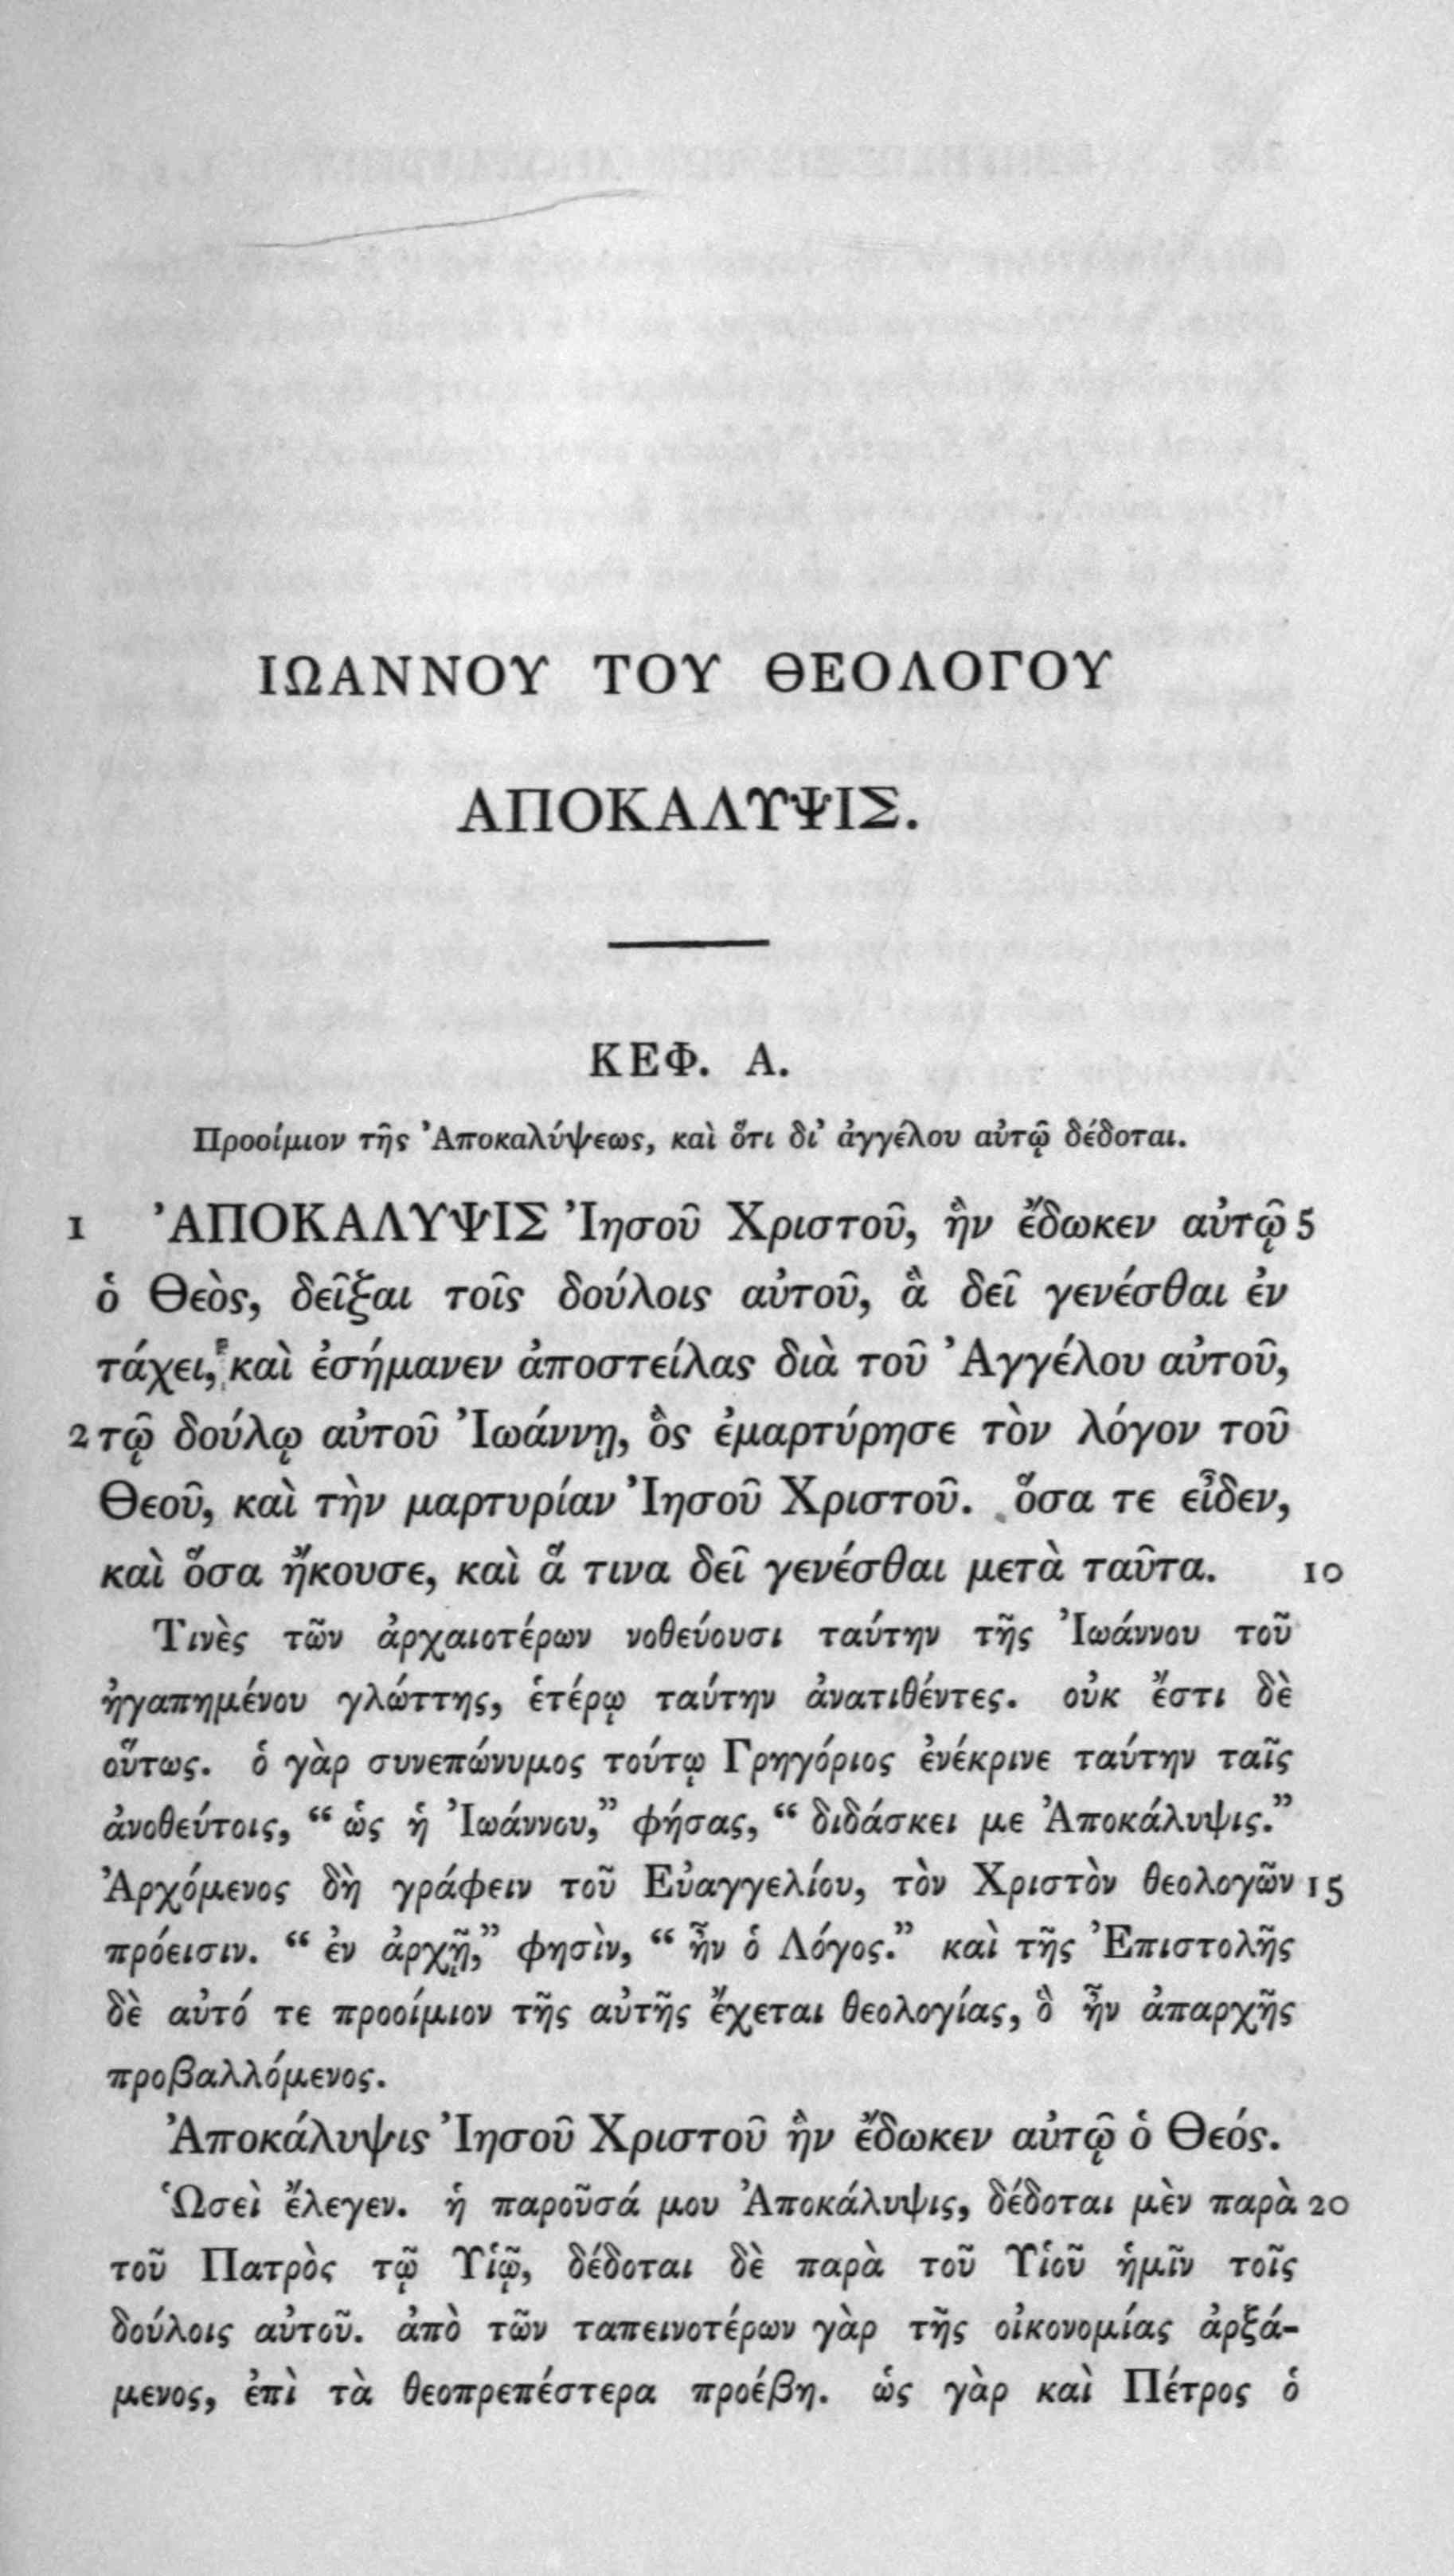 ΙΩΑΝΝΟΥ ΤΟΥ ΘΕΟΛΟΓΟΥ
ΑΠΟΚΑΛΥΨΙΣ.
ΚΕΦ. Α.
Προοίμιον τῆς Ἀποκαλύψεως, καὶ ὅτι δι' ἀγγέλου αὐτῷ δέδοται.
1 ἈΠΟΚΑΛΥΨΙΣ Ἰησοῦ Χριστοῦ, ἣν ἔδωκεν αὐτῷ 5
ὁ Θεὸς, δεῖξαι τοῖς δούλοις αὐτοῦ, ἃ δεῖ γενέσθαι ἐν
τάχει, καὶ ἐσήμανεν ἀποστείλας διὰ τοῦ Ἀγγέλου αὐτοῦ,
2 τῷ δούλῳ αὐτοῦ Ἰωάννῃ, ὃς ἐμαρτύρησε τὸν λόγον τοῦ
Θεοῦ, καὶ τὴν μαρτυρίαν Ἰησοῦ Χριστοῦ. ὅσα τε εἶδεν,
καὶ ὅσα ἤκουσε, καὶ ἅ τινα δεῖ γενέσθαι μετὰ ταῦτα. 10
Τινὲς τῶν ἀρχαιοτέρων νοθεύουσι ταύτην τῆς Ἰωάννου τοῦ
ἠγαπημένου γλώττης, ἑτέρῳ ταύτην ἀνατιθέντες. οὐκ ἔστι δὲ
οὕτως. ὁ γὰρ συνεπώνυμος τούτῳ Γρηγόριος ἐνέκρινε ταύτην ταῖς
ἀνοθεύτοις, “ὡς ἡ Ἰωάννου,” φήσας, “διδάσκει με Ἀποκάλυψις.”
Ἀρχόμενος δὴ γράφειν τοῦ Εὐαγγελίου, τὸν Χριστὸν θεολογῶν 15
πρόεισιν. “ἐν ἀρχῇ,” φησὶν, “ἦν ὁ Λόγος.” καὶ τῆς Ἐπιστολῆς
δὲ αὐτό τε προοίμιον τῆς αὐτῆς ἔχεται θεολογίας, ὃ ἦν ἀπαρχῆς
προβαλλόμενος.
Ἀποκάλυψις Ἰησοῦ Χριστοῦ ἣν ἔδωκεν αὐτῷ ὁ Θεός.
Ὡσεὶ ἔλεγεν. ἡ παροῦσά μου Ἀποκάλυψις, δέδοται μὲν παρὰ 20
τοῦ Πατρὸς τῷ Υἱῷ, δέδοται δὲ παρὰ τοῦ Υἱοῦ ἡμῖν τοῖς
δούλοις αὐτοῦ. ἀπὸ τῶν ταπεινοτέρων γὰρ τῆς οἰκονομίας ἀρξά-
μενος, ἐπὶ τὰ θεοπρεπέστερα προέβη. ὡς γὰρ καὶ Πέτρος ὁ